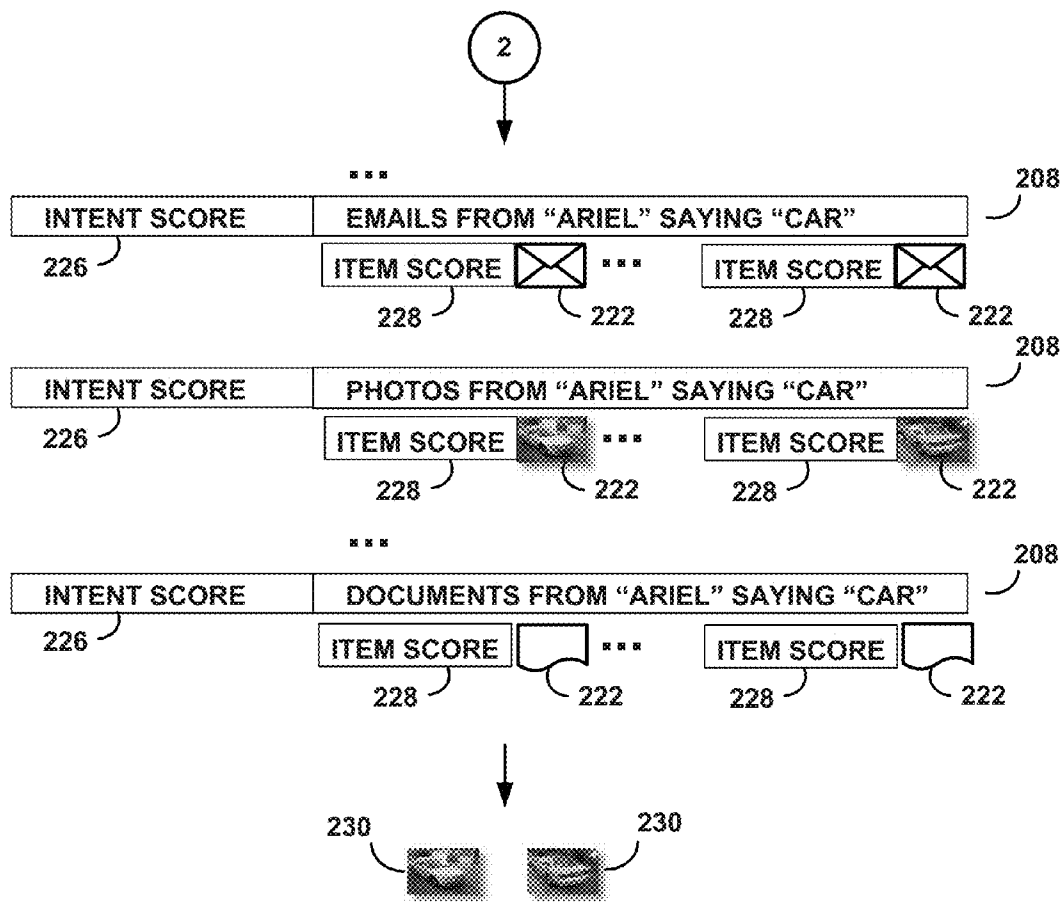 2
...
208
INTENT SCORE EMAILS FROM “ARIEL” SAYING “CAR”
226 ITEM SCORE ... ITEM SCORE
228 222 228 222
208
INTENT SCORE PHOTOS FROM “ARIEL” SAYING “CAR”
226 ITEM SCORE ... ITEM SCORE
228 222 228 222
...
208
INTENT SCORE DOCUMENTS FROM “ARIEL” SAYING “CAR”
226 ITEM SCORE ... ITEM SCORE
228 222 228 222
230 230